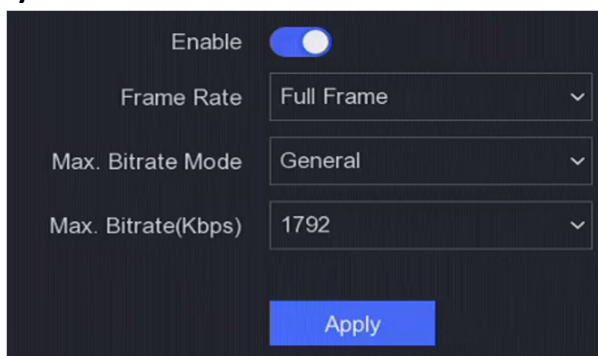 Enable
Frame Rate Full Frame
Max. Bitrate Mode General
Max. Bitrate(Kbps) 1792
Apply